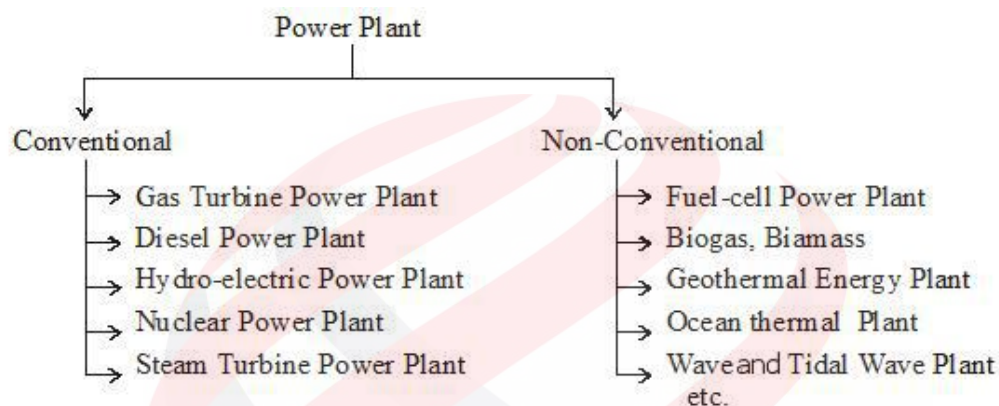 Power Plant
Conventional
Gas Turbine Power Plant
Diesel Power Plant
Hydro-electric Power Plant
Nuclear Power Plant
Steam Turbine Power Plant
Non-Conventional
Fuel-cell Power Plant
Biogas, Biamass
Geothermal Energy Plant
Ocean thermal Plant
Wave and Tidal Wave Plant
etc.